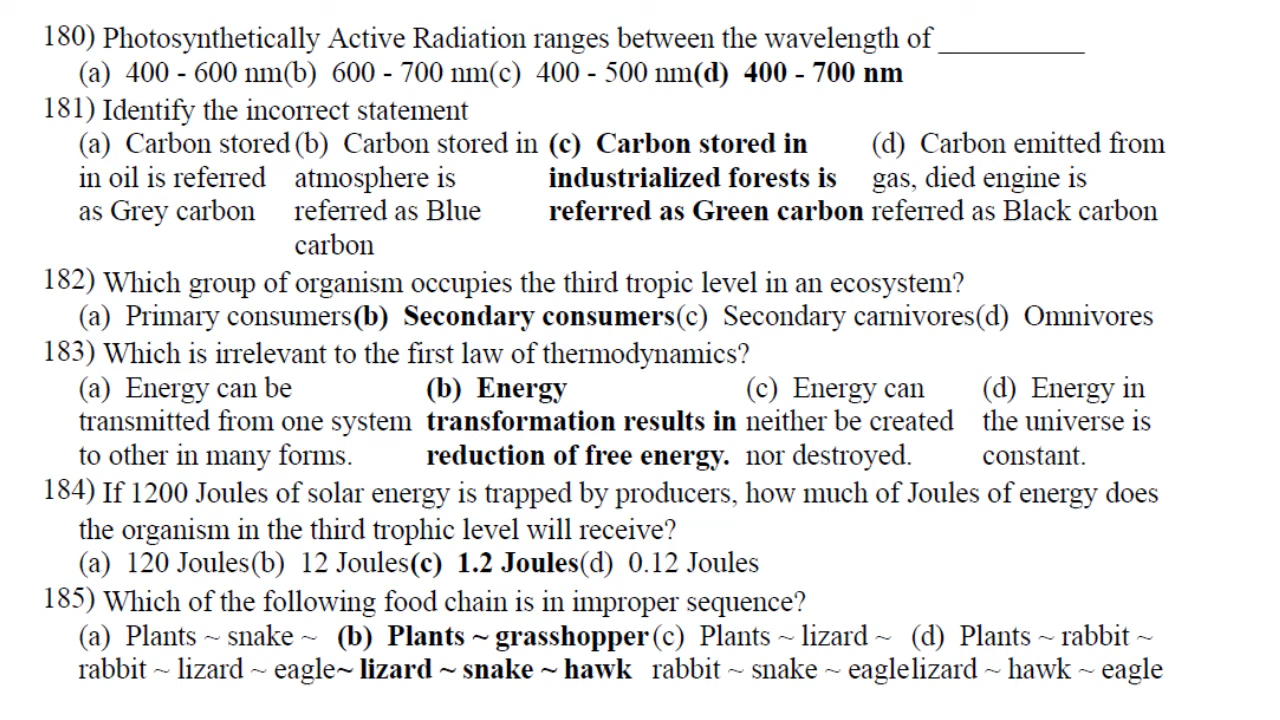 180) Photosynthetically Active Radiation ranges between the wavelength of __________
(a) 400 - 600 nm(b) 600 - 700 nm(c) 400 - 500 nm(d) 400 - 700 nm
181) Identify the incorrect statement
(a) Carbon stored (b) Carbon stored in (c) Carbon stored in (d) Carbon emitted from
in oil is referred atmosphere is industrialized forests is gas, died engine is
as Grey carbon referred as Blue referred as Green carbon referred as Black carbon
carbon
182) Which group of organism occupies the third tropic level in an ecosystem?
(a) Primary consumers(b) Secondary consumers(c) Secondary carnivores(d) Omnivores
183) Which is irrelevant to the first law of thermodynamics?
(a) Energy can be (b) Energy (c) Energy can (d) Energy in
transmitted from one system transformation results in neither be created the universe is
to other in many forms. reduction of free energy. nor destroyed. constant.
184) If 1200 Joules of solar energy is trapped by producers, how much of Joules of energy does
the organism in the third trophic level will receive?
(a) 120 Joules(b) 12 Joules(c) 1.2 Joules(d) 0.12 Joules
185) Which of the following food chain is in improper sequence?
(a) Plants ~ snake ~ (b) Plants ~ grasshopper(c) Plants ~ lizard ~ (d) Plants ~ rabbit ~
rabbit ~ lizard ~ eagle~ lizard ~ snake ~ hawk rabbit ~ snake ~ eaglelizard ~ hawk ~ eagle